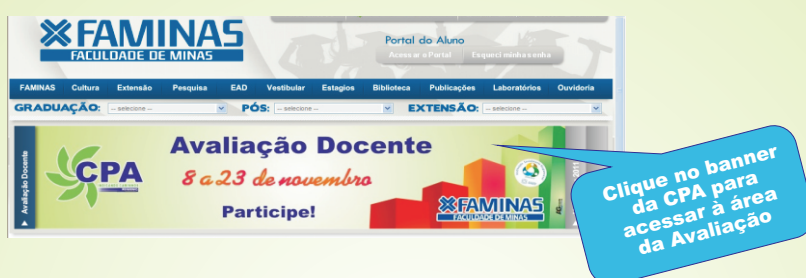 FAMINAS
FACULDADE DE MINAS
Portal do Aluno
Acessar o Portal Esqueci minha senha
FAMINAS Cultura Extensão Pesquisa EAD Vestibular Estagios Biblioteca Publicações Laboratórios Ouvidoria
GRADUAÇÃO: -- selecione -- PÓS: -- selecione -- EXTENSÃO: -- selecione --
Avaliação Docente
CPA
Avaliação Docente
8 a 23 de novembro
Participe!
FAMINAS
FACULDADE DE MINAS
Clique no banner
da CPA para
acessar à área
da Avaliação